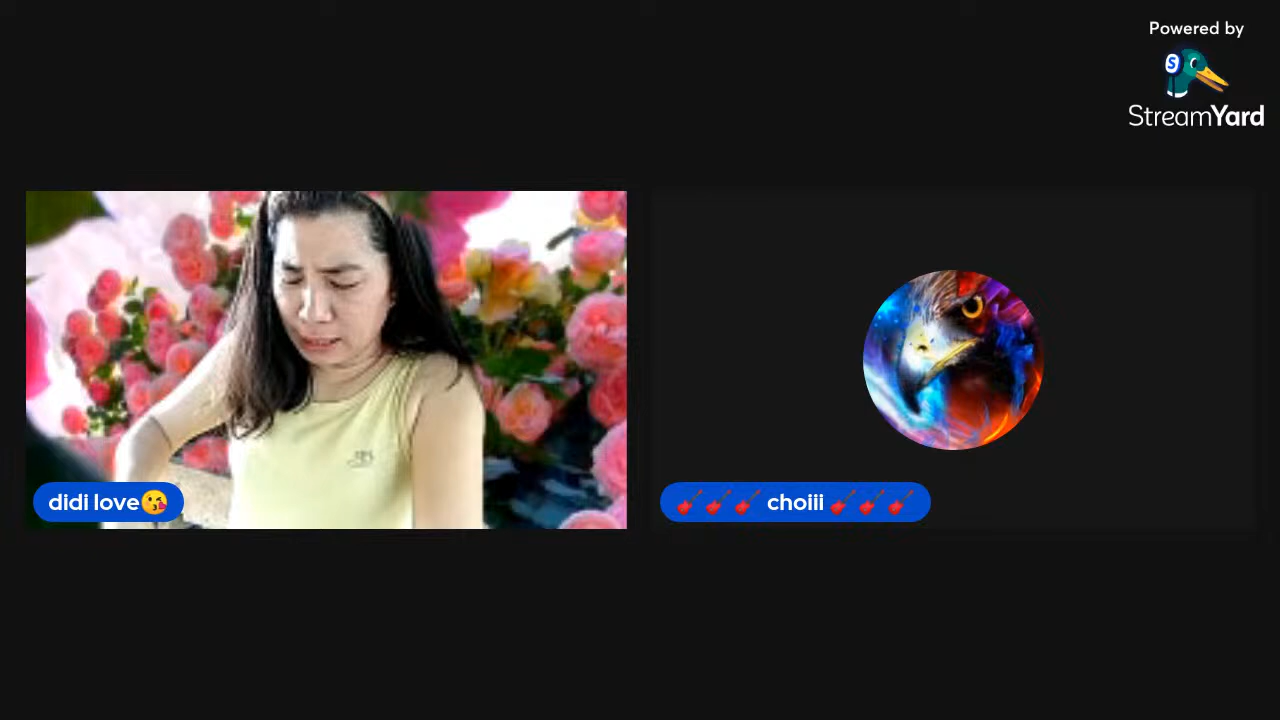 Powered by
S
StreamYard
didi love😘
🎸🎸🎸 choiii 🎸🎸🎸